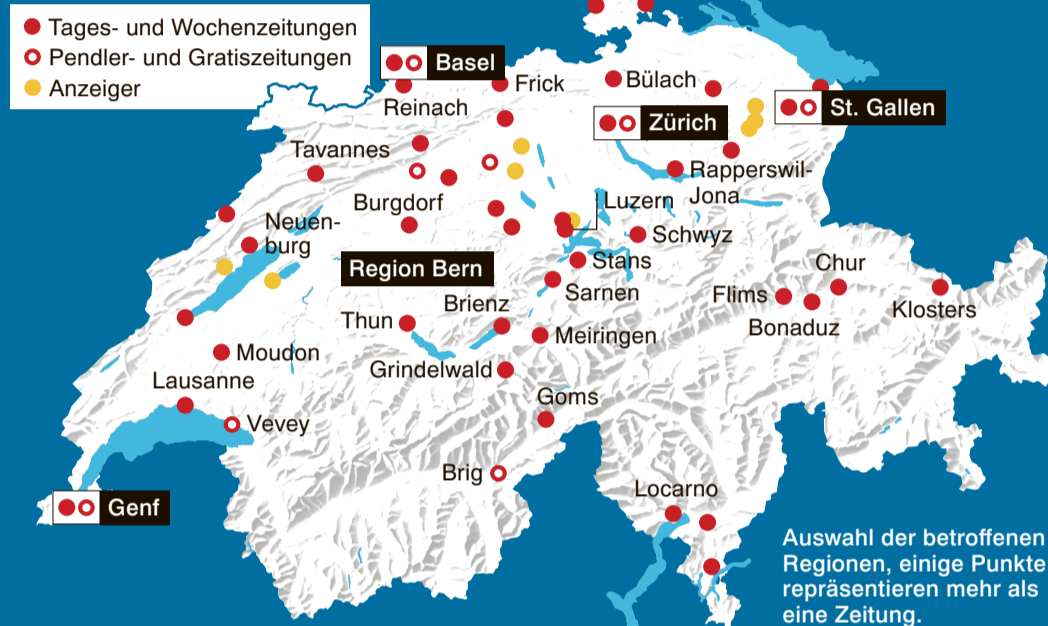 Tages- und Wochenzeitungen
Pendler- und Gratiszeitungen
Anzeiger
Basel
Frick
Bülach
Reinach
Zürich
St. Gallen
Tavannes
Rapperswil-
Jona
Burgdorf
Luzern
Neuen-
burg
Schwyz
Region Bern
Stans
Chur
Sarnen
Flims
Brienz
Klosters
Thun
Bonaduz
Meiringen
Moudon
Grindelwald
Lausanne
Goms
Vevey
Brig
Locarno
Genf
Auswahl der betroffenen
Regionen, einige Punkte
repräsentieren mehr als
eine Zeitung.